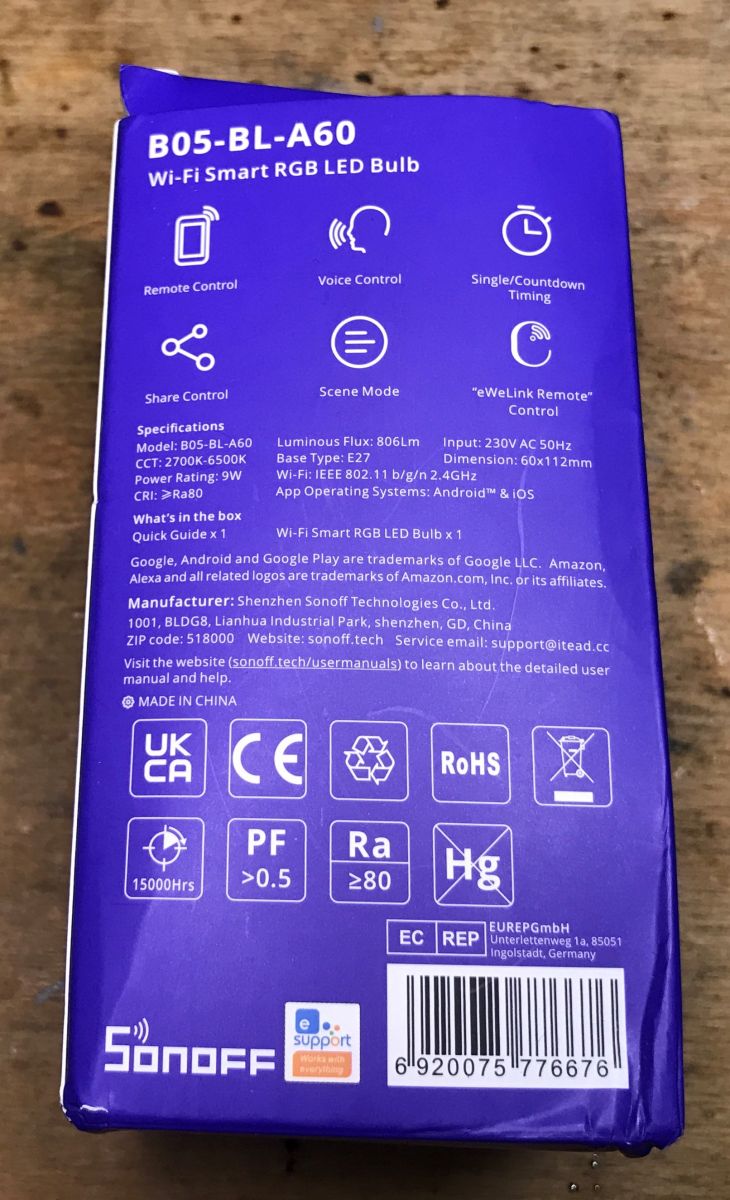 B05-BL-A60
Wi-Fi Smart RGB LED Bulb
Remote Control
Voice Control
Single/Countdown
Timing
Share Control
Scene Mode
"eWeLink Remote"
Control
Specifications
Model: B05-BL-A60 Luminous Flux: 806Lm Input: 230V AC 50Hz
CCT: 2700K-6500K Base Type: E27 Dimension: 60x112mm
Power Rating: 9W Wi-Fi: IEEE 802.11 b/g/n 2.4GHz
CRI: ≥Ra80 App Operating Systems: Android™ & iOS
What's in the box
Quick Guide x 1 Wi-Fi Smart RGB LED Bulb x 1
Google, Android and Google Play are trademarks of Google LLC. Amazon,
Alexa and all related logos are trademarks of Amazon.com, Inc. or its affiliates.
Manufacturer: Shenzhen Sonoff Technologies Co., Ltd.
1001, BLDG8, Lianhua Industrial Park, shenzhen, GD, China
ZIP code: 518000 Website: sonoff.tech Service email: support@itead.cc
Visit the website (sonoff.tech/usermanuals) to learn about the detailed user
manual and help.
MADE IN CHINA
UK
CA
CE
RoHS
15000Hrs
PF
>0.5
Ra
≥80
Hg
EC REP
EUREPGmbH
Unterlettenweg 1a, 85051
Ingolstadt, Germany
SONOFF
e
support
Works with
everything
6 920075 776676